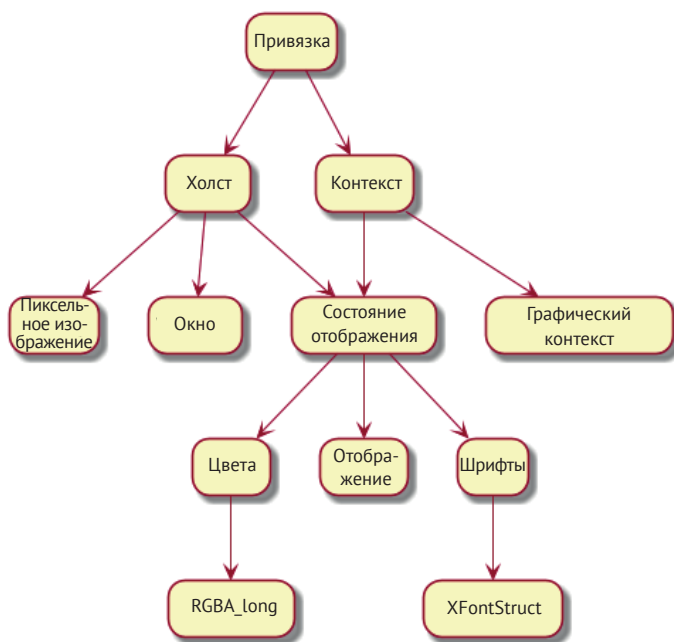 Привязка
Холст
Контекст
Пиксель-
ное изо-
бражение
Окно
Состояние
отображения
Графический
контекст
Цвета
Отобра-
жение
Шрифты
RGBA_long
XFontStruct